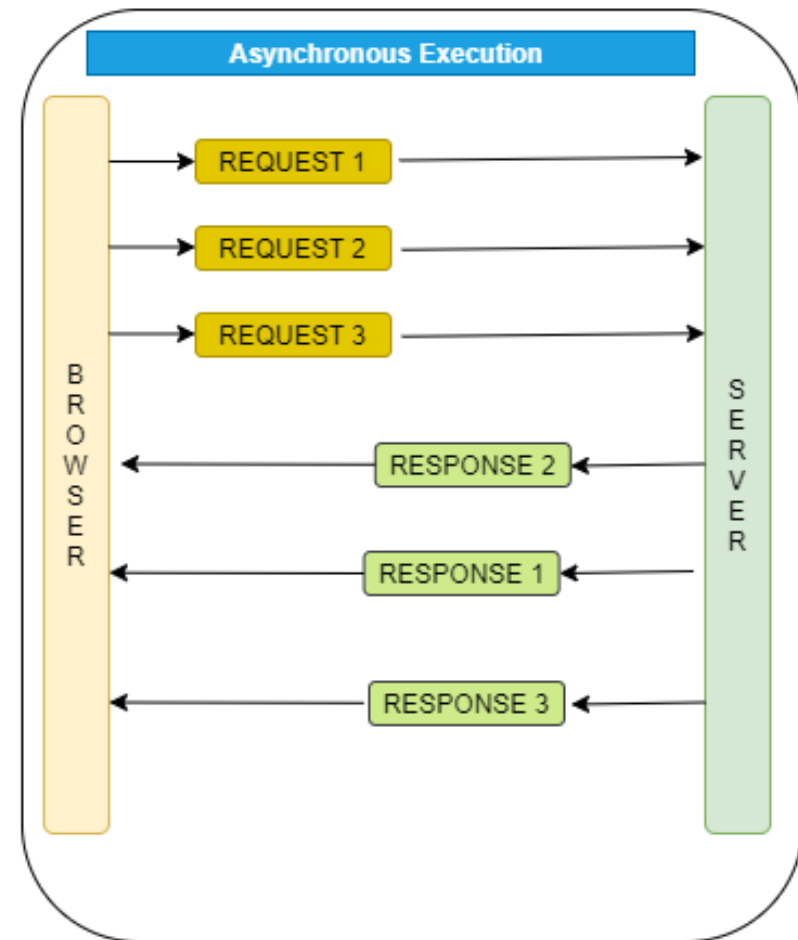 Asynchronous Execution
REQUEST 1
REQUEST 2
REQUEST 3
BROWSER
SERVER
RESPONSE 2
RESPONSE 1
RESPONSE 3